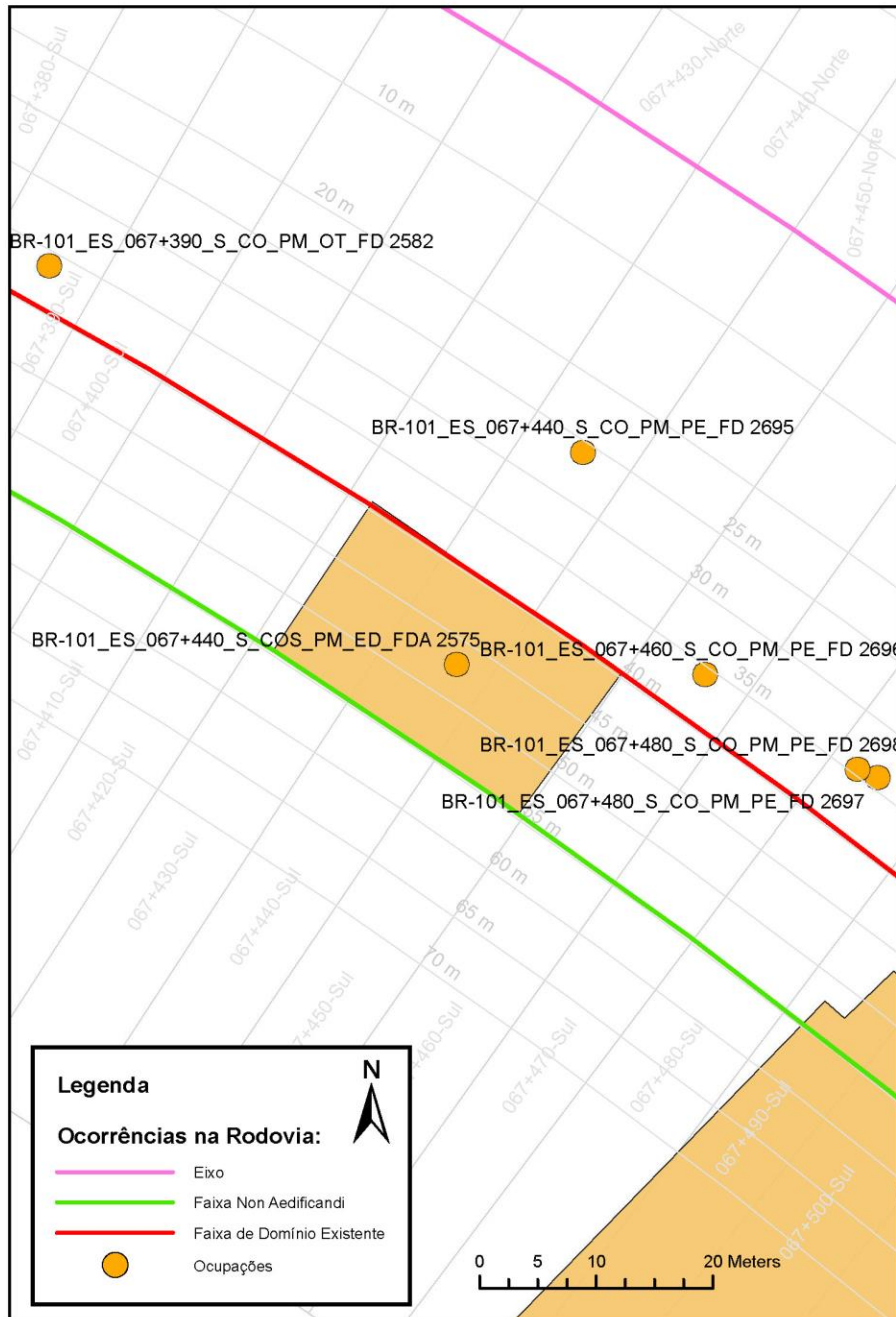 067+380-Sul
067+430-Norte
067+440-Norte
067+450-Norte
10 m
20 m
BR-101_ES_067+390_S_CO_PM_OT_FD 2582
067+390-Sul
067+400-Sul
BR-101_ES_067+440_S_CO_PM_PE_FD 2695
25 m
30 m
35 m
40 m
45 m
50 m
55 m
60 m
65 m
70 m
BR-101_ES_067+440_S_COS_PM_ED_FDA 2575
BR-101_ES_067+460_S_CO_PM_PE_FD 2696
BR-101_ES_067+480_S_CO_PM_PE_FD 2698
BR-101_ES_067+480_S_CO_PM_PE_FD 2697
067+410-Sul
067+420-Sul
067+430-Sul
067+440-Sul
+450-Sul
+460-Sul
067+470-Sul
067+480-Su
067+490-Sul
067+500-Sul
Legenda
N
Ocorrências na Rodovia:
Eixo
Faixa Non Aedificandi
Faixa de Domínio Existente
Ocupações
0 5 10 20 Meters